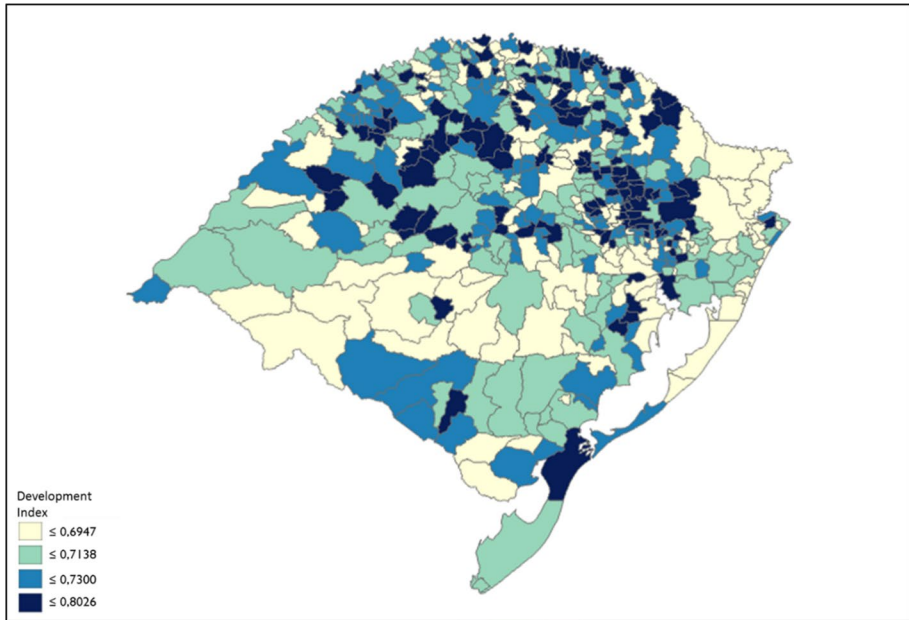 Development
Index
≤ 0,6947
≤ 0,7138
≤ 0,7300
≤ 0,8026